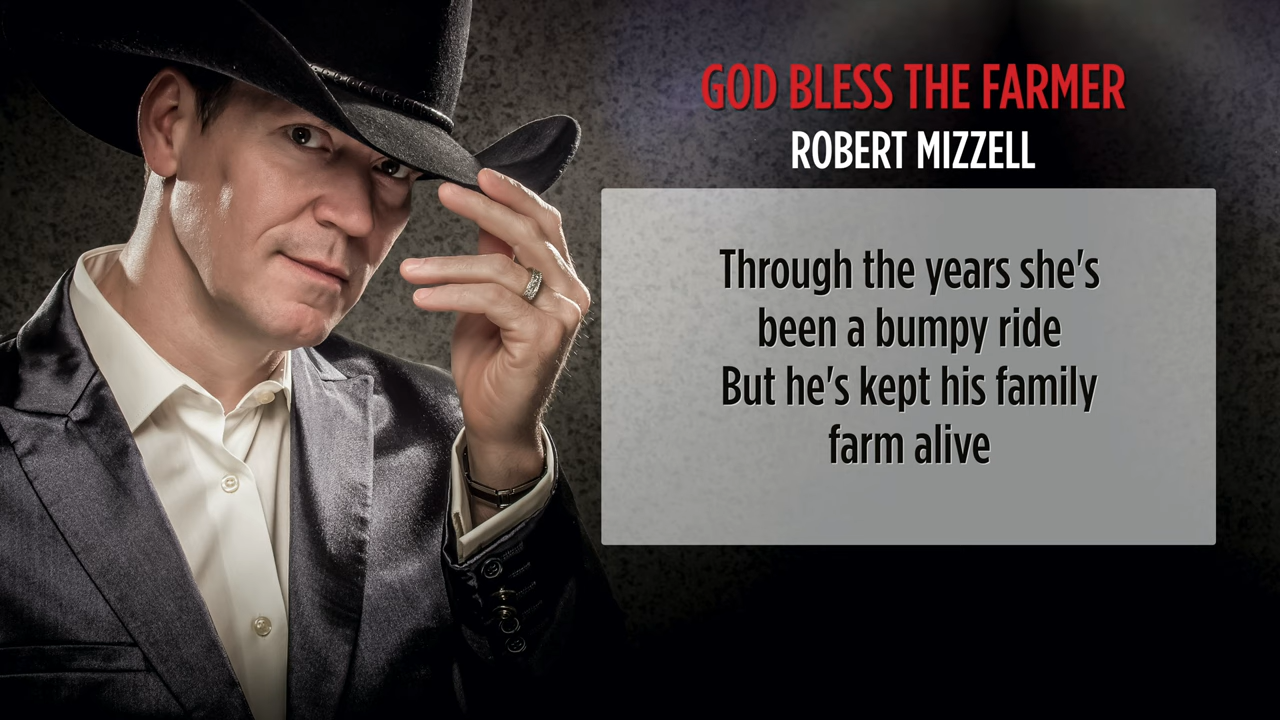 GOD BLESS THE FARMER
ROBERT MIZZELL
Through the years she's
been a bumpy ride
But he's kept his family
farm alive